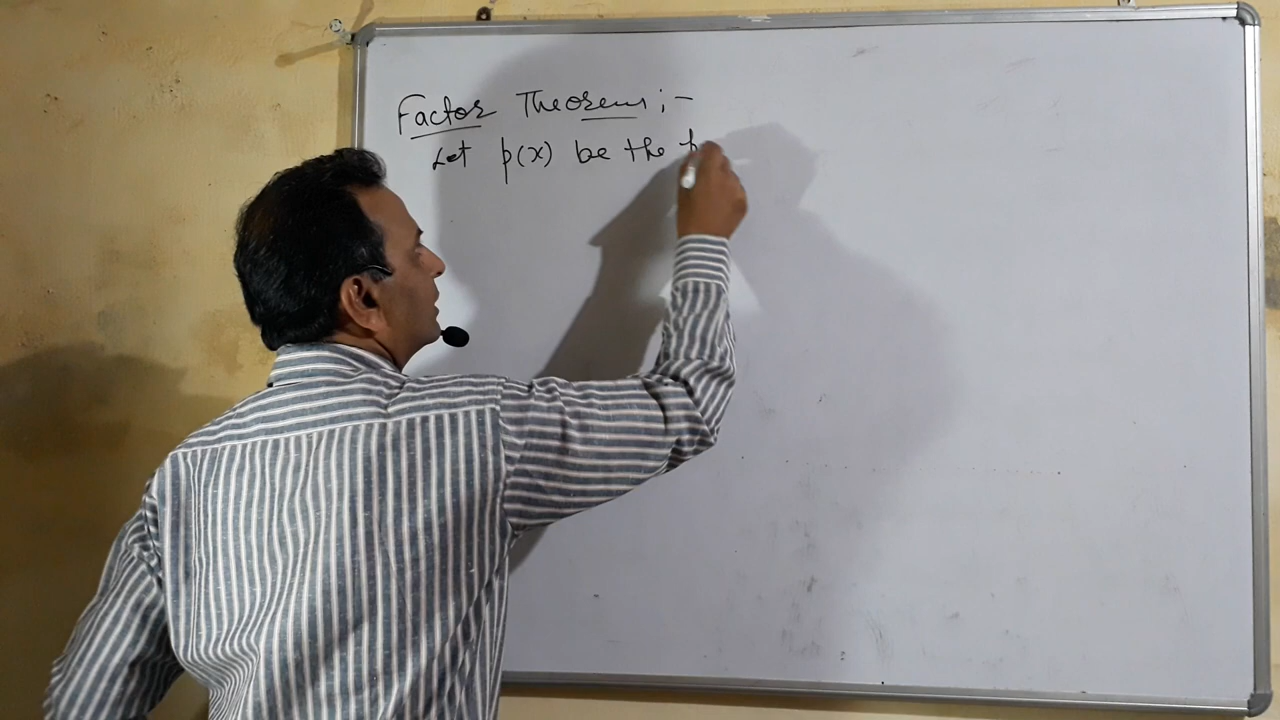 Factor Theorem ; -
Let p(x) be the p